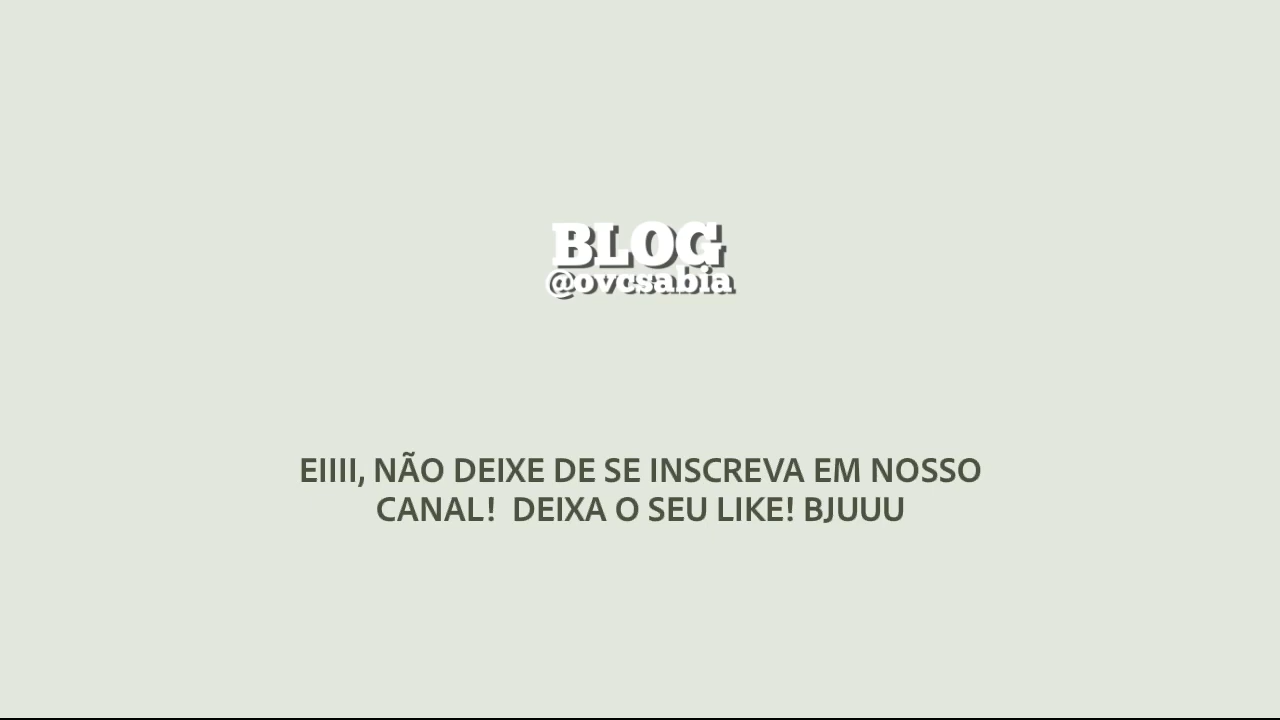 BLOG
@ovcsabia
EIIII, NÃO DEIXE DE SE INSCREVA EM NOSSO
CANAL!  DEIXA O SEU LIKE! BJUUU